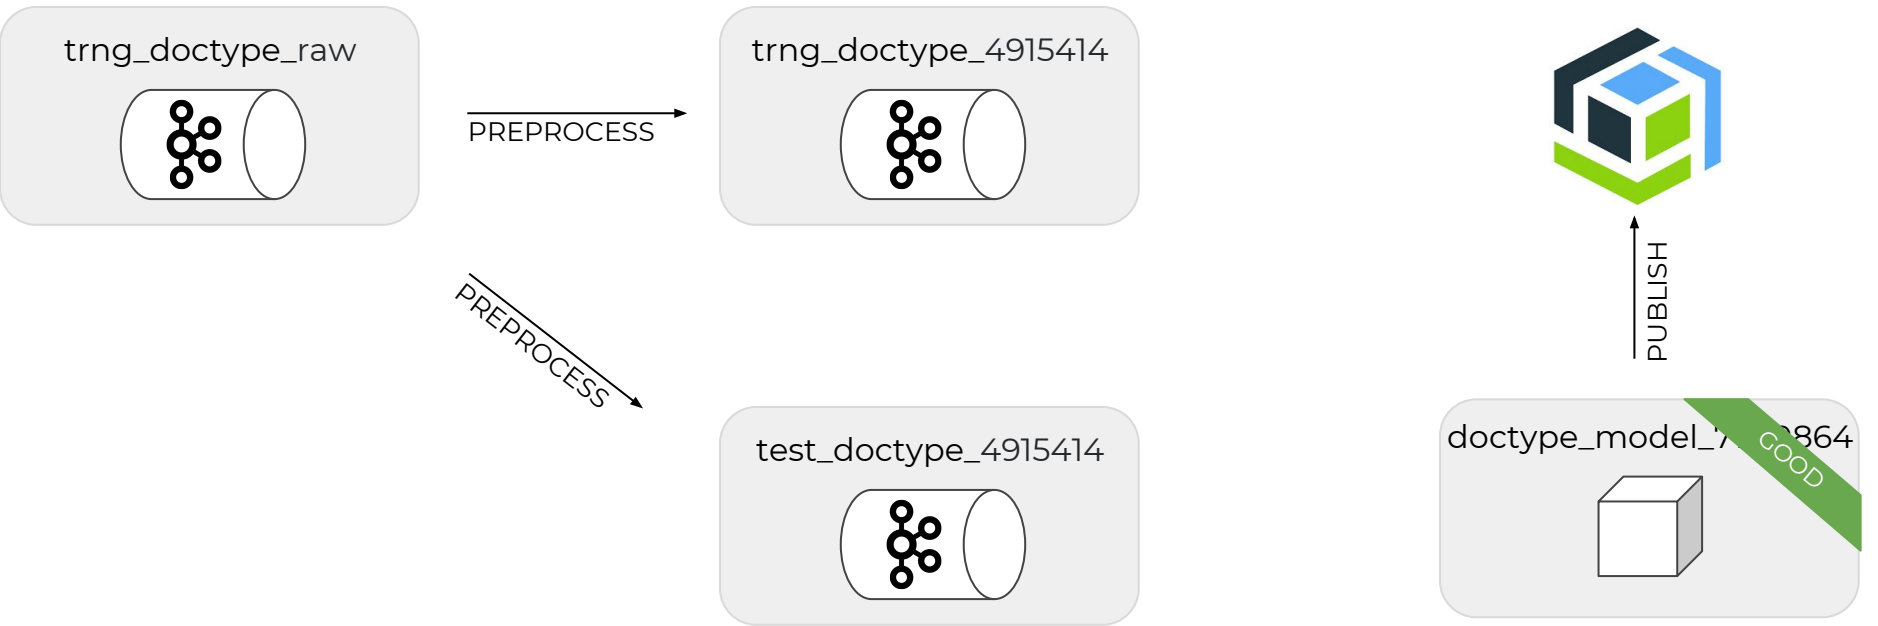 trng_doctype_raw
PREPROCESS
trng_doctype_4915414
PREPROCESS
test_doctype_4915414
PUBLISH
GOOD